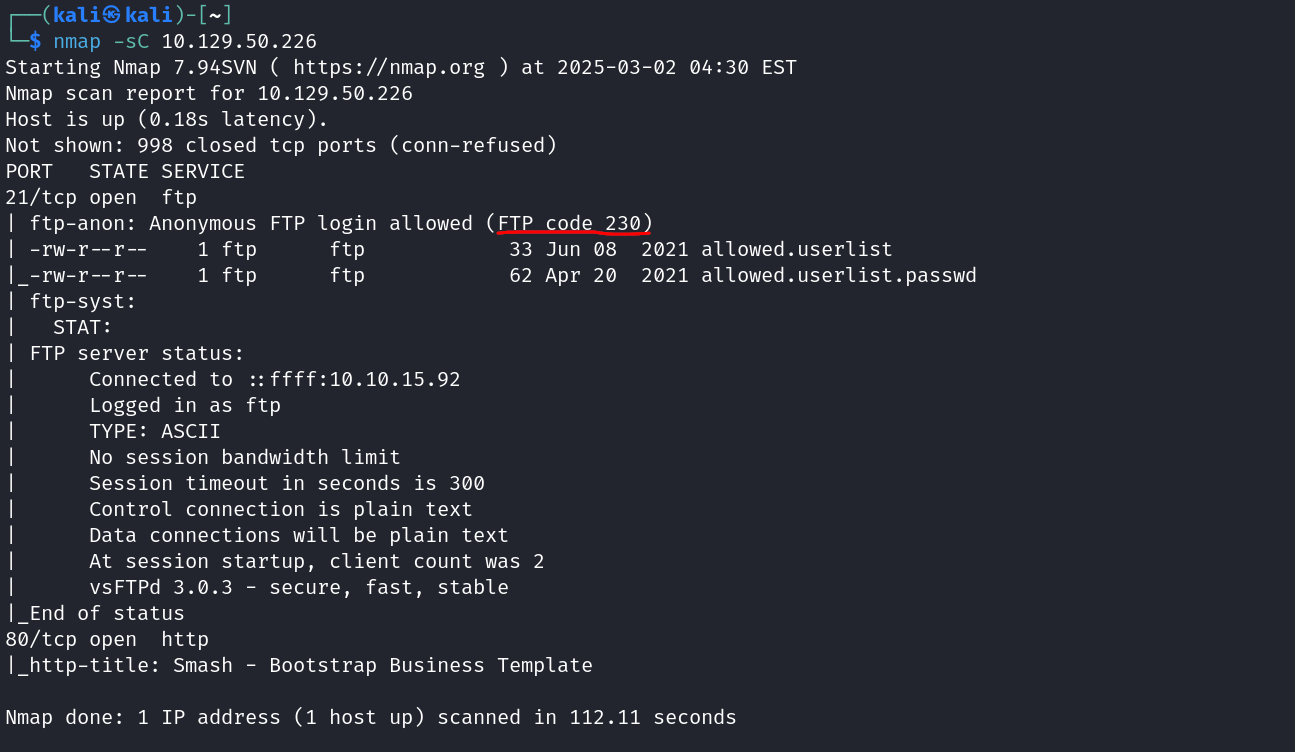 ┌──(kali㉿kali)-[~]
└─$ nmap -sC 10.129.50.226
Starting Nmap 7.94SVN ( https://nmap.org ) at 2025-03-02 04:30 EST
Nmap scan report for 10.129.50.226
Host is up (0.18s latency).
Not shown: 998 closed tcp ports (conn-refused)
PORT   STATE SERVICE
21/tcp open  ftp
| ftp-anon: Anonymous FTP login allowed (FTP code 230)
| -rw-r--r--    1 ftp      ftp            33 Jun 08  2021 allowed.userlist
|_-rw-r--r--    1 ftp      ftp            62 Apr 20  2021 allowed.userlist.passwd
| ftp-syst:
|   STAT:
| FTP server status:
|      Connected to ::ffff:10.10.15.92
|      Logged in as ftp
|      TYPE: ASCII
|      No session bandwidth limit
|      Session timeout in seconds is 300
|      Control connection is plain text
|      Data connections will be plain text
|      At session startup, client count was 2
|      vsFTPd 3.0.3 - secure, fast, stable
|_End of status
80/tcp open  http
|_http-title: Smash - Bootstrap Business Template

Nmap done: 1 IP address (1 host up) scanned in 112.11 seconds